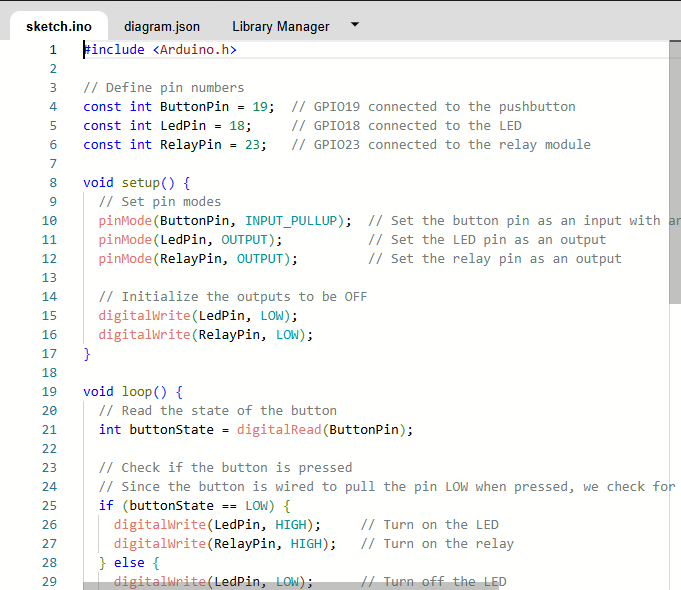 sketch.ino diagram.json Library Manager
1 #include <Arduino.h>
2
3 // Define pin numbers
4 const int ButtonPin = 19;  // GPIO19 connected to the pushbutton
5 const int LedPin = 18;     // GPIO18 connected to the LED
6 const int RelayPin = 23;   // GPIO23 connected to the relay module
7
8 void setup() {
9   // Set pin modes
10   pinMode(ButtonPin, INPUT_PULLUP);  // Set the button pin as an input with an
11   pinMode(LedPin, OUTPUT);           // Set the LED pin as an output
12   pinMode(RelayPin, OUTPUT);         // Set the relay pin as an output
13
14   // Initialize the outputs to be OFF
15   digitalWrite(LedPin, LOW);
16   digitalWrite(RelayPin, LOW);
17 }
18
19 void loop() {
20   // Read the state of the button
21   int buttonState = digitalRead(ButtonPin);
22
23   // Check if the button is pressed
24   // Since the button is wired to pull the pin LOW when pressed, we check for
25   if (buttonState == LOW) {
26     digitalWrite(LedPin, HIGH);     // Turn on the LED
27     digitalWrite(RelayPin, HIGH);   // Turn on the relay
28   } else {
29     digitalWrite(LedPin, LOW);      // Turn off the LED